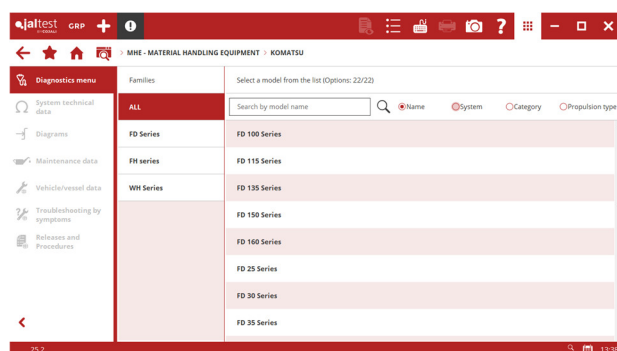 jaltest GRP
BY COJALI
> MHE - MATERIAL HANDLING EQUIPMENT > KOMATSU
Diagnostics menu
System technical
data
Diagrams
Maintenance data
Vehicle/vessel data
Troubleshooting by
symptoms
Releases and
Procedures
Families
ALL
FD Series
FH series
WH Series
Select a model from the list (Options: 22/22)
Search by model name
Name
System
Category
Propulsion type
FD 100 Series
FD 115 Series
FD 135 Series
FD 150 Series
FD 160 Series
FD 25 Series
FD 30 Series
FD 35 Series
25.2